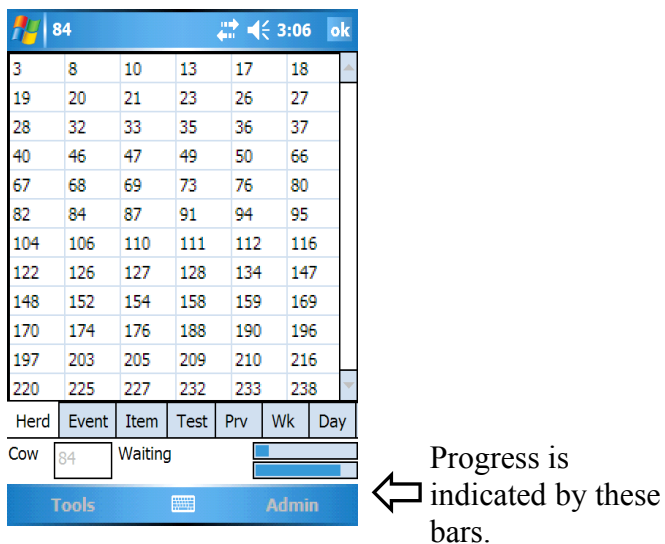 84 3:06 ok
3 8 10 13 17 18
19 20 21 23 26 27
28 32 33 35 36 37
40 46 47 49 50 66
67 68 69 73 76 80
82 84 87 91 94 95
104 106 110 111 112 116
122 126 127 128 134 147
148 152 154 158 159 169
170 174 176 188 190 196
197 203 205 209 210 216
220 225 227 232 233 238
Herd Event Item Test Prv Wk Day
Cow 84 Waiting
Tools Admin
Progress is
indicated by these
bars.